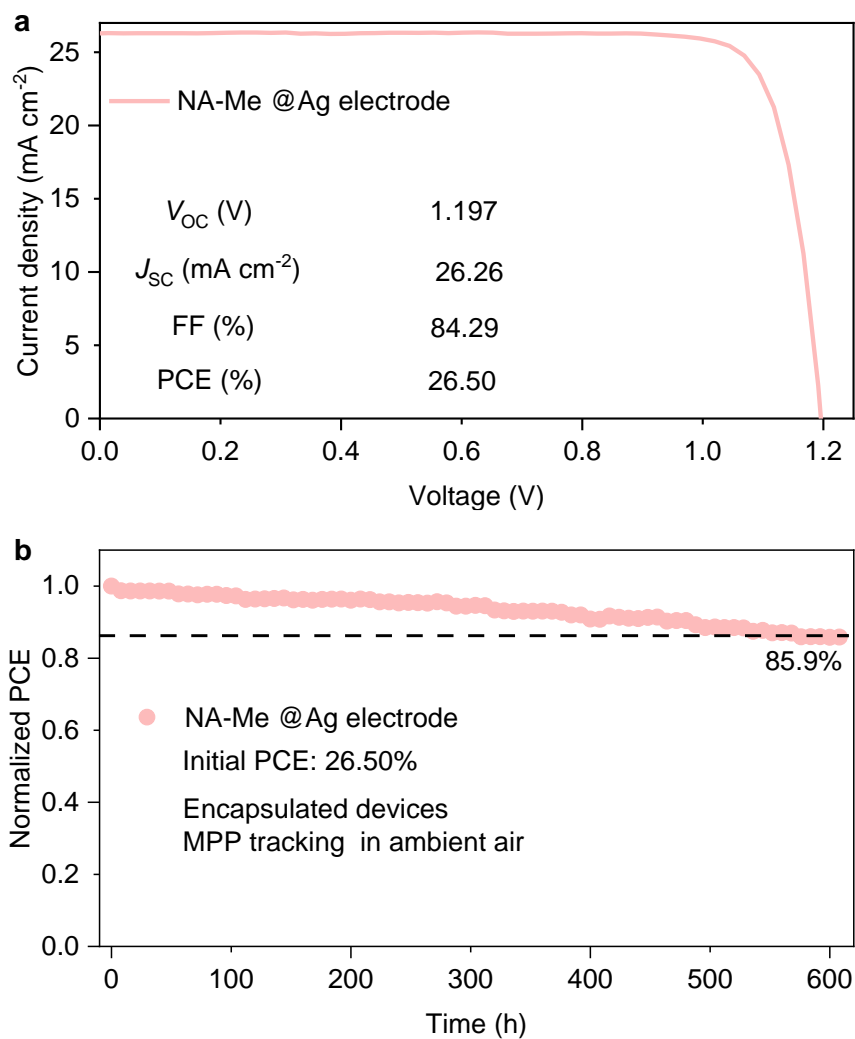 a
25
20
15
10
5
0
Current density (mA cm⁻²)
NA-Me @Ag electrode
V_OC (V) 1.197
J_SC (mA cm⁻²) 26.26
FF (%) 84.29
PCE (%) 26.50
0.0 0.2 0.4 0.6 0.8 1.0 1.2
Voltage (V)
b
1.0
0.8
0.6
0.4
0.2
0.0
Normalized PCE
85.9%
NA-Me @Ag electrode
Initial PCE: 26.50%
Encapsulated devices
MPP tracking in ambient air
0 100 200 300 400 500 600
Time (h)